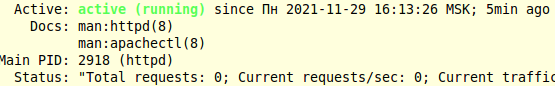 Active: active (running) since Пн 2021-11-29 16:13:26 MSK; 5min ago
Docs: man:httpd(8)
man:apachectl(8)
Main PID: 2918 (httpd)
Status: "Total requests: 0; Current requests/sec: 0; Current traffic